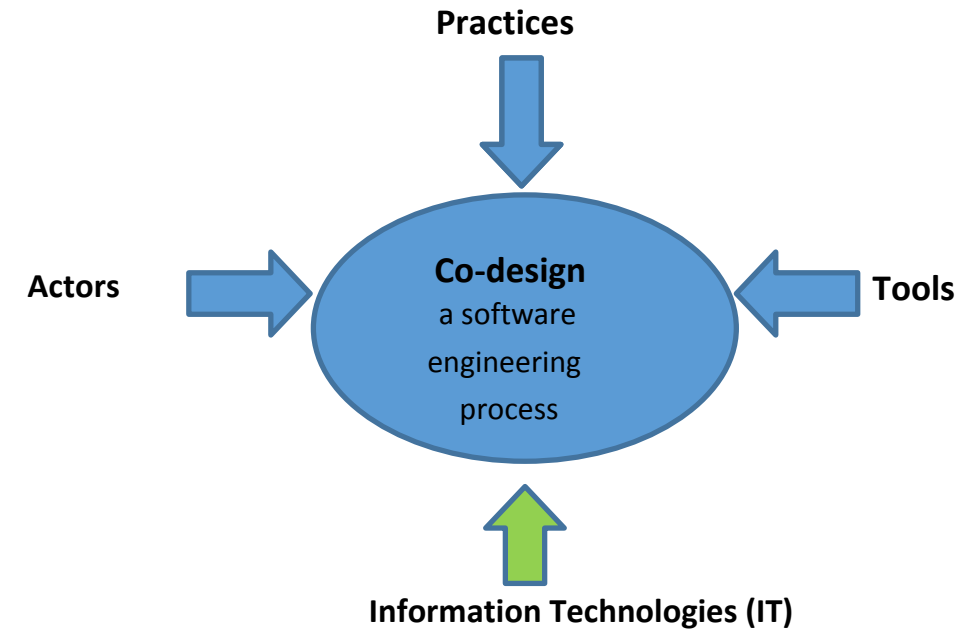 Practices
Actors
Co-design
a software
engineering
process
Tools
Information Technologies (IT)